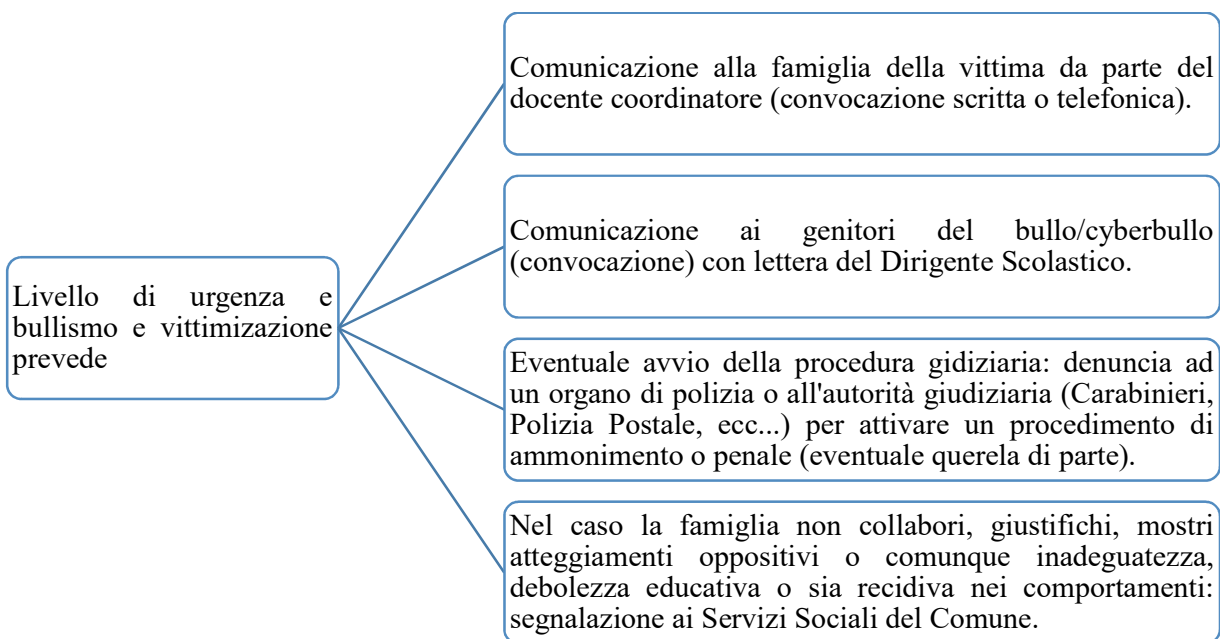 Livello di urgenza e
bullismo e vittimizazione
prevede
Comunicazione alla famiglia della vittima da parte del
docente coordinatore (convocazione scritta o telefonica).
Comunicazione ai genitori del bullo/cyberbullo
(convocazione) con lettera del Dirigente Scolastico.
Eventuale avvio della procedura gidiziaria: denuncia ad
un organo di polizia o all'autorità giudiziaria (Carabinieri,
Polizia Postale, ecc...) per attivare un procedimento di
ammonimento o penale (eventuale querela di parte).
Nel caso la famiglia non collabori, giustifichi, mostri
atteggiamenti oppositivi o comunque inadeguatezza,
debolezza educativa o sia recidiva nei comportamenti:
segnalazione ai Servizi Sociali del Comune.